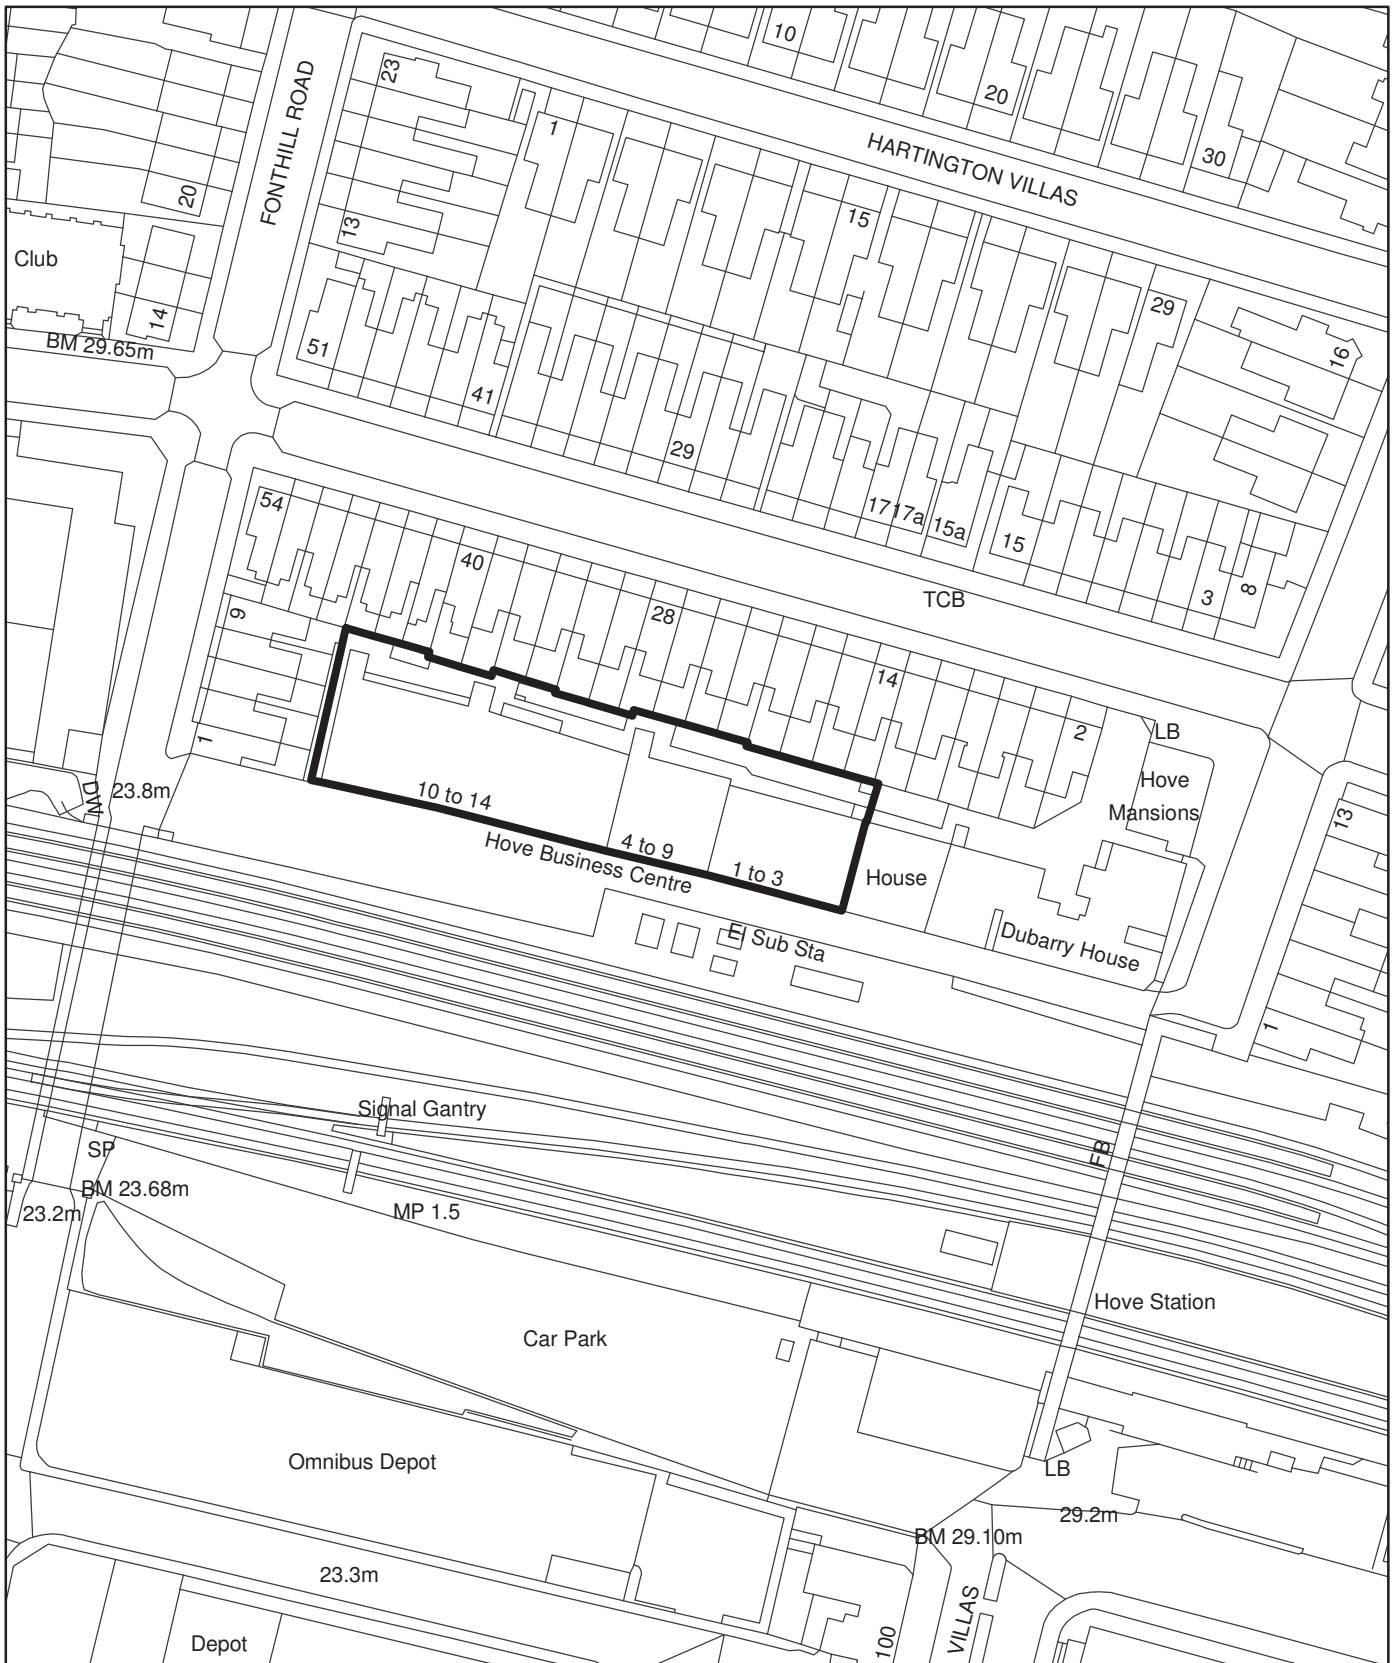 10
23
20
FONTHILL ROAD
1
HARTINGTON VILLAS
30
20
13
15
Club
14
29
BM 29.65m
51
16
41
29
17
17a
15a
15
54
40
TCB
3
8
9
28
14
1
2
LB
Hove
Mansions
DW
23.8m
10 to 14
13
4 to 9
Hove Business Centre
1 to 3
House
El Sub Sta
Dubarry House
1
Signal Gantry
SP
FB
BM 23.68m
23.2m
MP 1.5
Hove Station
Car Park
Omnibus Depot
LB
29.2m
BM 29.10m
23.3m
VILLAS
Depot
100